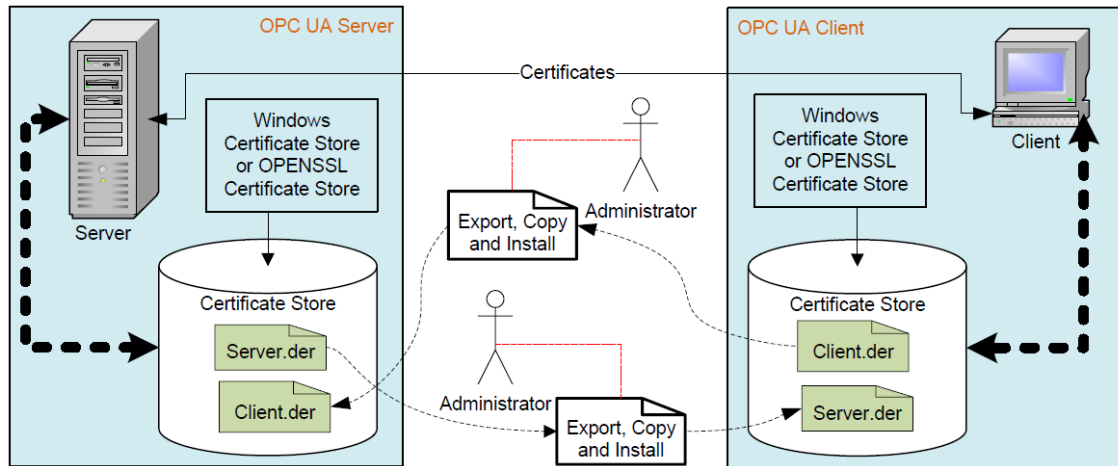 OPC UA Server
OPC UA Client
Certificates
Windows
Certificate Store
or OPENSSL
Certificate Store
Server
Windows
Certificate Store
or OPENSSL
Certificate Store
Client
Administrator
Export, Copy
and Install
Certificate Store
Server.der
Client.der
Administrator
Export, Copy
and Install
Certificate Store
Client.der
Server.der